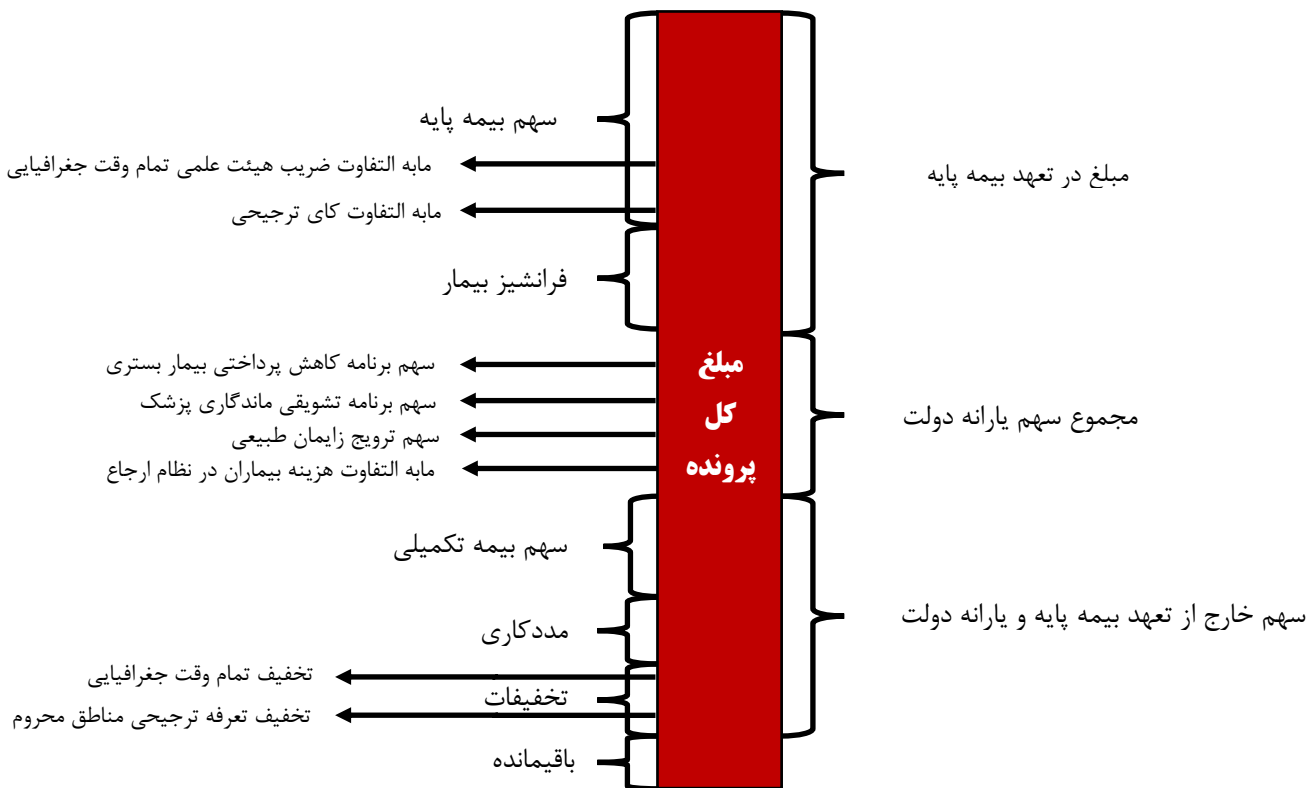 سهم بیمه پایه
مابه التفاوت ضریب هیئت علمی تمام وقت جغرافیایی
مبلغ در تعهد بیمه پایه
مابه التفاوت کای ترجیحی
فرانشیز بیمار
سهم برنامه کاهش پرداختی بیمار بستری
سهم برنامه تشویقی ماندگاری پزشک
سهم ترویج زایمان طبیعی
مابه التفاوت هزینه بیماران در نظام ارجاع
مبلغ
کل
پرونده
مجموع سهم یارانه دولت
سهم بیمه تکمیلی
مددکاری
سهم خارج از تعهد بیمه پایه و یارانه دولت
تخفیف تمام وقت جغرافیایی
تخفیفات
تخفیف تعرفه ترجیحی مناطق محروم
باقیمانده